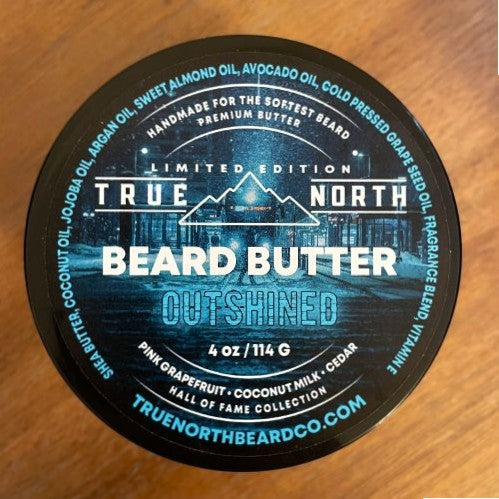 SHEA BUTTER, COCONUT OIL, JOJOBA OIL, ARGAN OIL, SWEET ALMOND OIL, AVOCADO OIL, COLD PRESSED GRAPE SEED OIL, FRAGRANCE BLEND, VITAMIN E
HANDMADE FOR THE SOFTEST BEARD
PREMIUM BUTTER
LIMITED EDITION
TRUE NORTH
BEARD BUTTER
OUTSHINED
4 oz / 114 G
PINK GRAPEFRUIT • COCONUT MILK • CEDAR
HALL OF FAME COLLECTION
TRUENORTHBEARDCO.COM